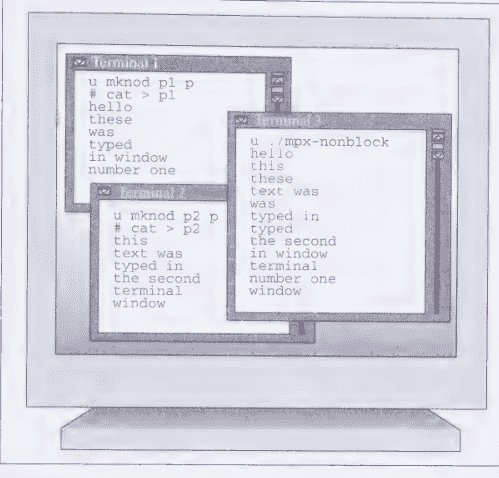 Terminal 1
u mknod p1 p
# cat > p1
hello
these
was
typed
in window
number one
Terminal 2
u mknod p2 p
# cat > p2
this
text was
typed in
the second
terminal
window
Terminal 3
u ./mpx-nonblock
hello
this
these
text was
was
typed in
typed
the second
in window
terminal
number one
window